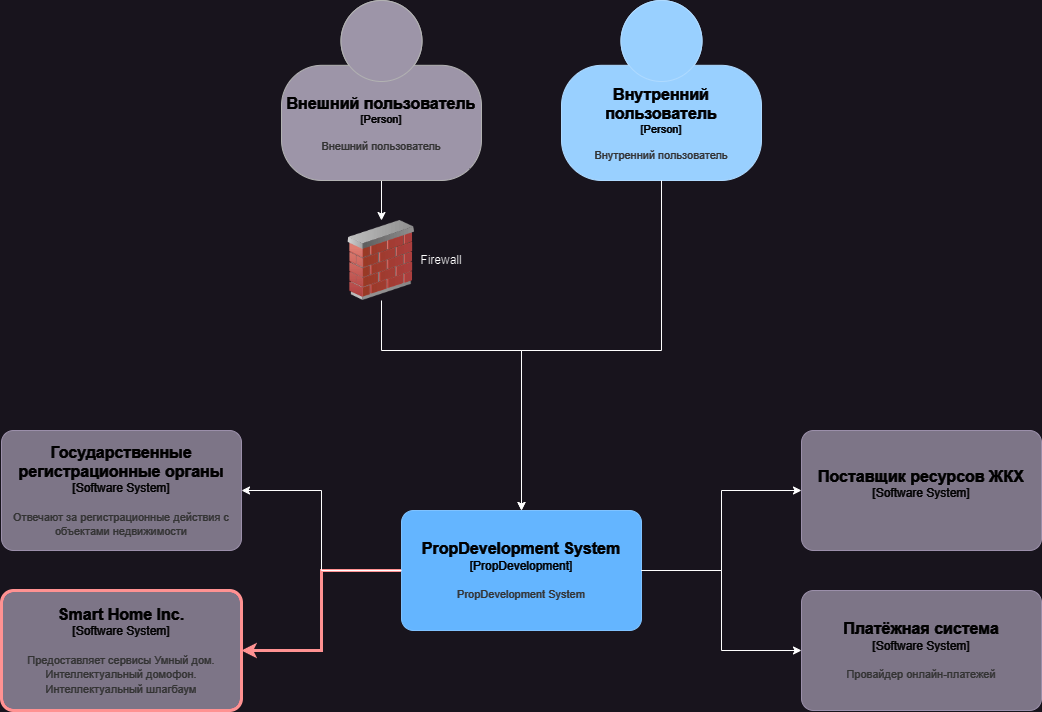 Внешний пользователь
[Person]
Внешний пользователь
Внутренний
пользователь
[Person]
Внутренний пользователь
Firewall
Государственные
регистрационные органы
[Software System]
Отвечают за регистрационные действия с
объектами недвижимости
Поставщик ресурсов ЖКХ
[Software System]
PropDevelopment System
[PropDevelopment]
PropDevelopment System
Smart Home Inc.
[Software System]
Предоставляет сервисы Умный дом.
Интеллектуальный домофон.
Интеллектуальный шлагбаум
Платёжная система
[Software System]
Провайдер онлайн-платежей